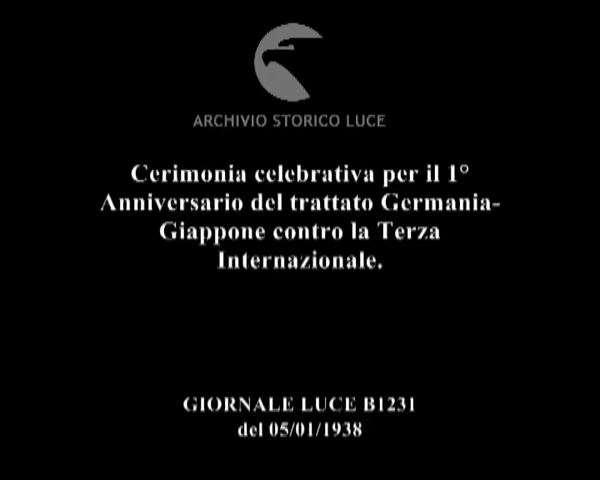 ARCHIVIO STORICO LUCE
Cerimonia celebrativa per il 1°
Anniversario del trattato Germania-
Giappone contro la Terza
Internazionale.
GIORNALE LUCE B1231
del 05/01/1938